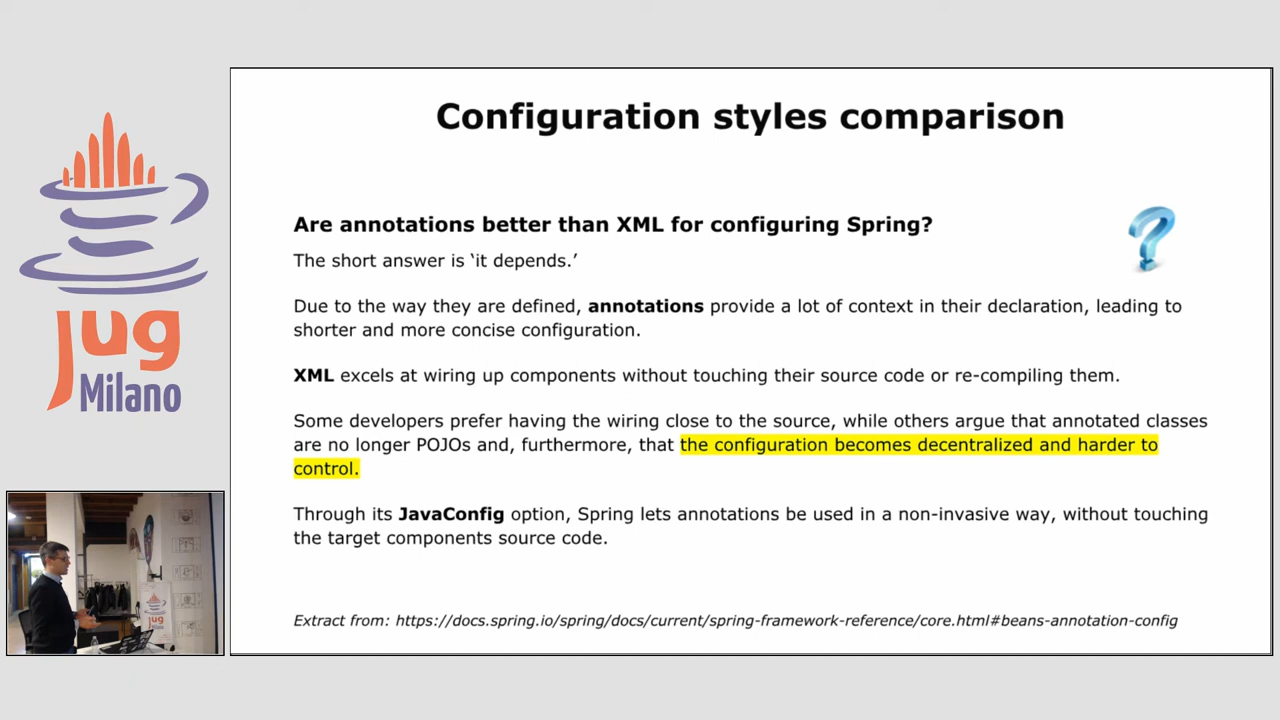 Configuration styles comparison
Are annotations better than XML for configuring Spring?
The short answer is ‘it depends.’
Due to the way they are defined, annotations provide a lot of context in their declaration, leading to
shorter and more concise configuration.
XML excels at wiring up components without touching their source code or re-compiling them.
Some developers prefer having the wiring close to the source, while others argue that annotated classes
are no longer POJOs and, furthermore, that the configuration becomes decentralized and harder to
control.
Through its JavaConfig option, Spring lets annotations be used in a non-invasive way, without touching
the target components source code.
Extract from: https://docs.spring.io/spring/docs/current/spring-framework-reference/core.html#beans-annotation-config
jug
Milano
jug